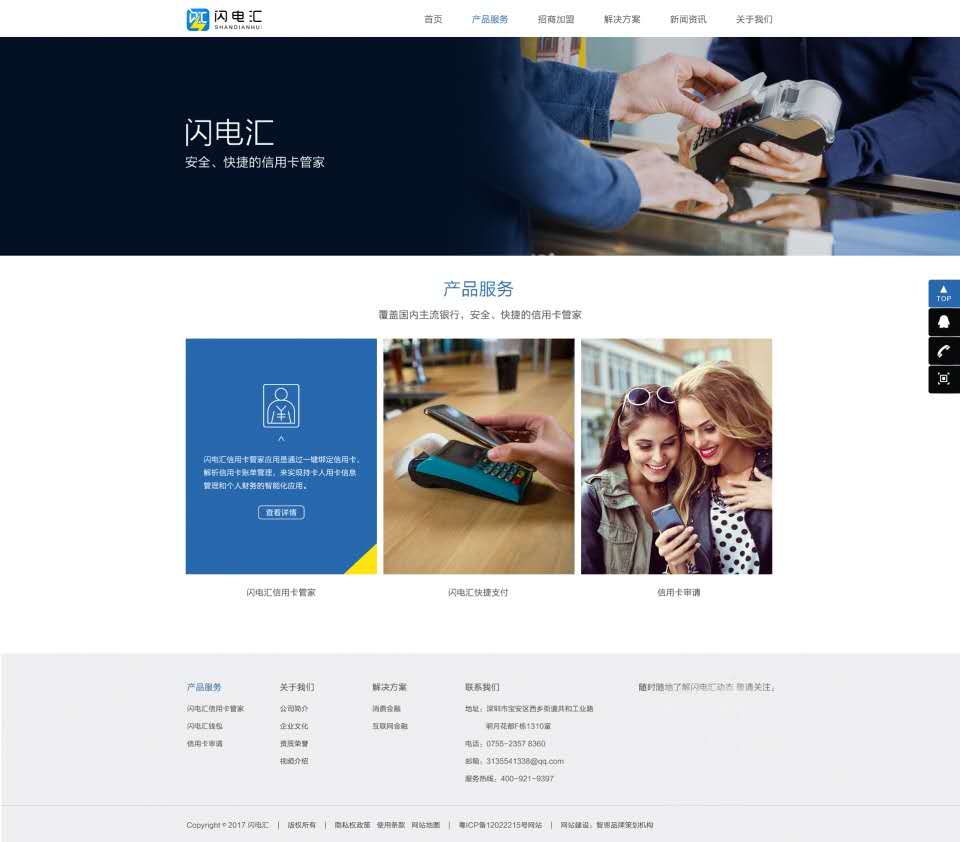 闪电汇
SHANDIANHUI
首页 产品服务 招商加盟 解决方案 新闻资讯 关于我们
闪电汇
安全、快捷的信用卡管家
产品服务
覆盖国内主流银行、安全、快捷的信用卡管家
TOP
闪电汇信用卡管家应用是通过一键绑定信用卡、
解析信用卡账单管理，来实现持卡人用卡信息
管理和个人财务的智能化应用。
查看详情
闪电汇信用卡管家 闪电汇快捷支付 信用卡申请
产品服务 关于我们 解决方案 联系我们 随时随地了解闪电汇动态 敬请关注：
闪电汇信用卡管家 公司简介 消费金融 地址：深圳市宝安区西乡街道共和工业路
闪电汇钱包 企业文化 互联网金融 明月花都F栋1310室
信用卡申请 资质荣誉 电话：0755-2357 8360
视频介绍 邮箱：3135541338@qq.com
服务热线：400-921-9397
Copyright © 2017 闪电汇 | 版权所有 | 隐私权政策 使用条款 网站地图 | 粤ICP备12022215号网站 | 网站建设：智恩品牌策划机构